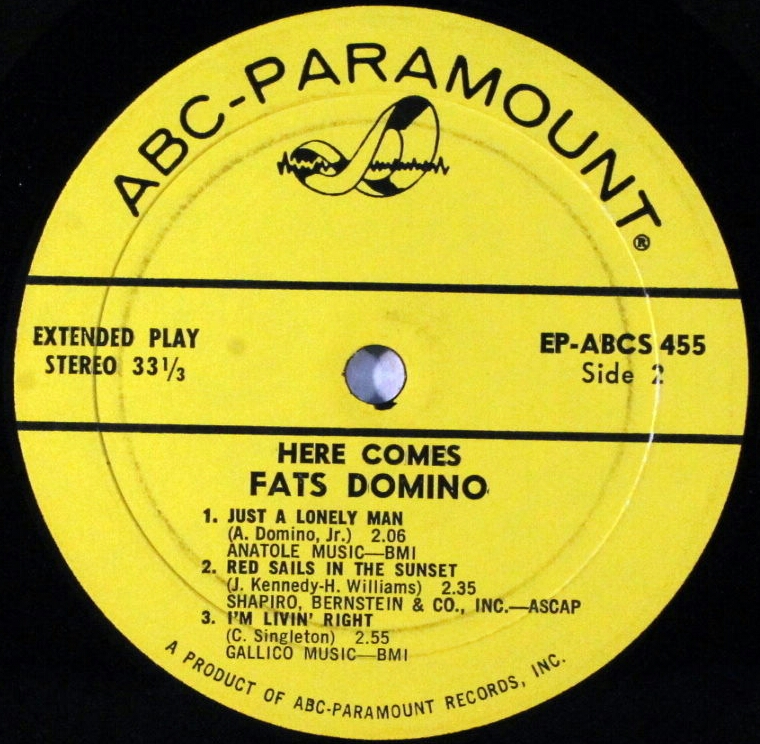 ABC-PARAMOUNT®
EXTENDED PLAY
STEREO 33 1/3
EP-ABCS 455
Side 2
HERE COMES
FATS DOMINO
1. JUST A LONELY MAN
(A. Domino, Jr.) 2.06
ANATOLE MUSIC—BMI
2. RED SAILS IN THE SUNSET
(J. Kennedy-H. Williams) 2.35
SHAPIRO, BERNSTEIN & CO., INC.—ASCAP
3. I'M LIVIN' RIGHT
(C. Singleton) 2.55
GALLICO MUSIC—BMI
A PRODUCT OF ABC-PARAMOUNT RECORDS, INC.